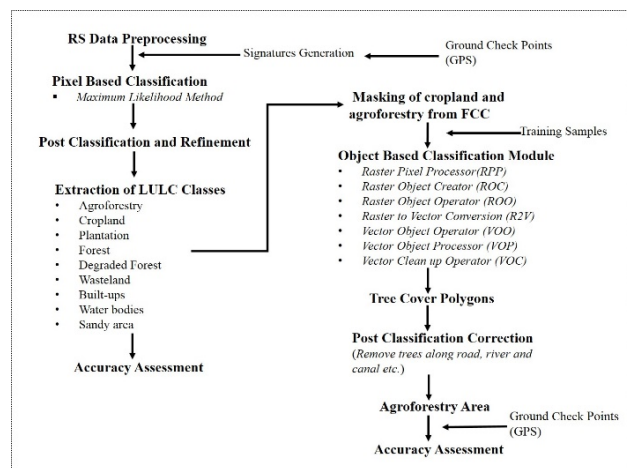 RS Data Preprocessing
Signatures Generation
Ground Check Points
(GPS)
Pixel Based Classification
▪ Maximum Likelihood Method
Post Classification and Refinement
Extraction of LULC Classes
• Agroforestry
• Cropland
• Plantation
• Forest
• Degraded Forest
• Wasteland
• Built-ups
• Water bodies
• Sandy area
Accuracy Assessment
Masking of cropland and
agroforestry from FCC
Training Samples
Object Based Classification Module
• Raster Pixel Processor(RPP)
• Raster Object Creator (ROC)
• Raster Object Operator (ROO)
• Raster to Vector Conversion (R2V)
• Vector Object Operator (VOO)
• Vector Object Processor (VOP)
• Vector Clean up Operator (VOC)
Tree Cover Polygons
Post Classification Correction
(Remove trees along road, river and
canal etc.)
Agroforestry Area
Ground Check Points
(GPS)
Accuracy Assessment